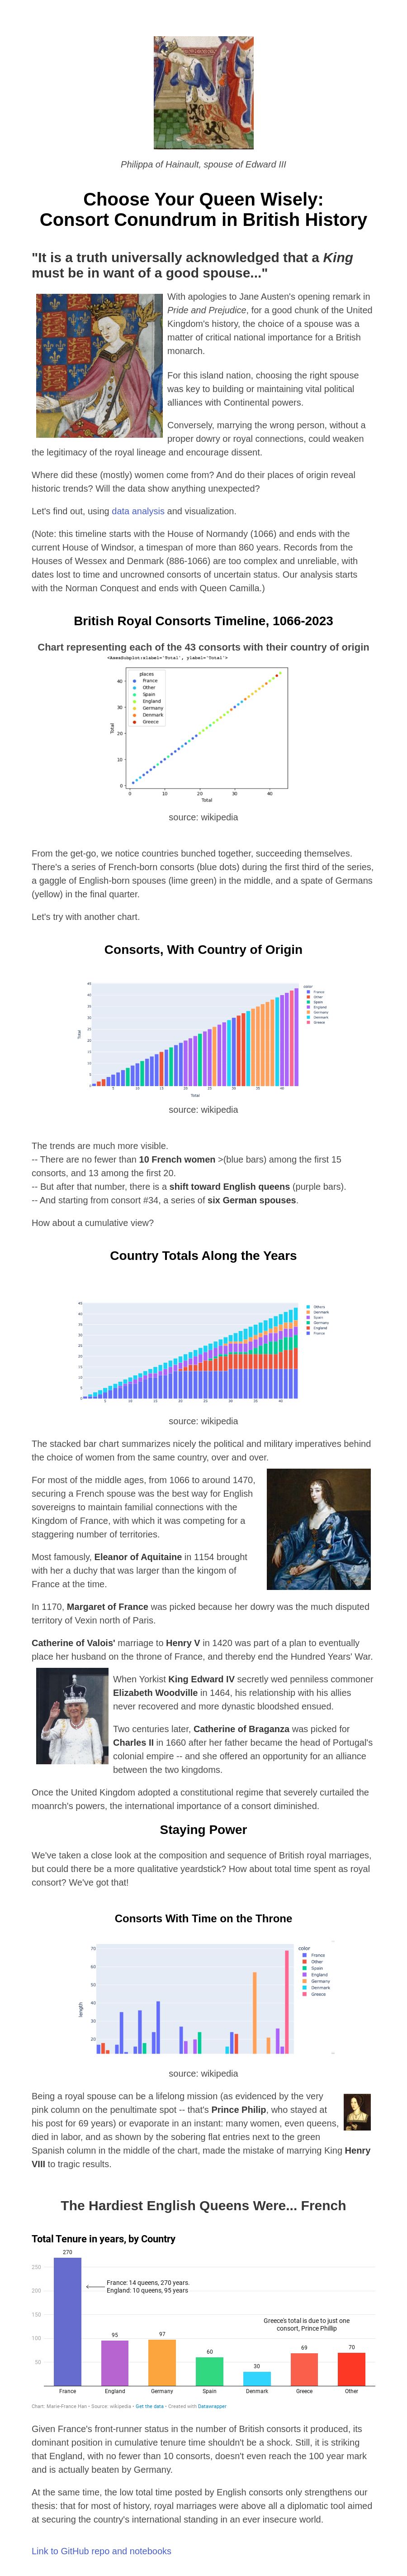 Philippa of Hainault, spouse of Edward III
Choose Your Queen Wisely:
Consort Conundrum in British History
"It is a truth universally acknowledged that a King
must be in want of a good spouse..."
With apologies to Jane Austen's opening remark in
Pride and Prejudice, for a good chunk of the United
Kingdom's history, the choice of a spouse was a
matter of critical national importance for a British
monarch.
For this island nation, choosing the right spouse
was key to building or maintaining vital political
alliances with Continental powers.
Conversely, marrying the wrong person, without a
proper dowry or royal connections, could weaken
the legitimacy of the royal lineage and encourage dissent.
Where did these (mostly) women come from? And do their places of origin reveal
historic trends? Will the data show anything unexpected?
Let's find out, using data analysis and visualization.
(Note: this timeline starts with the House of Normandy (1066) and ends with the
current House of Windsor, a timespan of more than 860 years. Records from the
Houses of Wessex and Denmark (886-1066) are too complex and unreliable, with
dates lost to time and uncrowned consorts of uncertain status. Our analysis starts
with the Norman Conquest and ends with Queen Camilla.)
British Royal Consorts Timeline, 1066-2023
Chart representing each of the 43 consorts with their country of origin
<AxesSubplot:xlabel='Total', ylabel='Total'>
places
France
Other
Spain
England
Germany
Denmark
Greece
40
30
20
10
0
Total
0 10 20 30 40
Total
source: wikipedia
From the get-go, we notice countries bunched together, succeeding themselves.
There's a series of French-born consorts (blue dots) during the first third of the series,
a gaggle of English-born spouses (lime green) in the middle, and a spate of Germans
(yellow) in the final quarter.
Let's try with another chart.
Consorts, With Country of Origin
color
France
Other
Spain
England
Germany
Denmark
Greece
45
40
35
30
25
20
15
10
5
0
Total
5 10 15 20 25 30 35 40
Total
source: wikipedia
The trends are much more visible.
-- There are no fewer than 10 French women >(blue bars) among the first 15
consorts, and 13 among the first 20.
-- But after that number, there is a shift toward English queens (purple bars).
-- And starting from consort #34, a series of six German spouses.
How about a cumulative view?
Country Totals Along the Years
Others
Denmark
Spain
Germany
England
France
45
40
35
30
25
20
15
10
5
0
5 10 15 20 25 30 35 40
source: wikipedia
The stacked bar chart summarizes nicely the political and military imperatives behind
the choice of women from the same country, over and over.
For most of the middle ages, from 1066 to around 1470,
securing a French spouse was the best way for English
sovereigns to maintain familial connections with the
Kingdom of France, with which it was competing for a
staggering number of territories.
Most famously, Eleanor of Aquitaine in 1154 brought
with her a duchy that was larger than the kingom of
France at the time.
In 1170, Margaret of France was picked because her dowry was the much disputed
territory of Vexin north of Paris.
Catherine of Valois' marriage to Henry V in 1420 was part of a plan to eventually
place her husband on the throne of France, and thereby end the Hundred Years' War.
When Yorkist King Edward IV secretly wed penniless commoner
Elizabeth Woodville in 1464, his relationship with his allies
never recovered and more dynastic bloodshed ensued.
Two centuries later, Catherine of Braganza was picked for
Charles II in 1660 after her father became the head of Portugal's
colonial empire -- and she offered an opportunity for an alliance
between the two kingdoms.
Once the United Kingdom adopted a constitutional regime that severely curtailed the
moanrch's powers, the international importance of a consort diminished.
Staying Power
We've taken a close look at the composition and sequence of British royal marriages,
but could there be a more qualitative yeardstick? How about total time spent as royal
consort? We've got that!
Consorts With Time on the Throne
color
France
Other
Spain
England
Germany
Denmark
Greece
70
60
50
40
30
20
length
source: wikipedia
Being a royal spouse can be a lifelong mission (as evidenced by the very
pink column on the penultimate spot -- that's Prince Philip, who stayed at
his post for 69 years) or evaporate in an instant: many women, even queens,
died in labor, and as shown by the sobering flat entries next to the green
Spanish column in the middle of the chart, made the mistake of marrying King Henry
VIII to tragic results.
The Hardiest English Queens Were... French
Total Tenure in years, by Country
270
250
France: 14 queens, 270 years.
England: 10 queens, 95 years
200
150
Greece's total is due to just one
consort, Prince Phillip
100
95 97 60 30 69 70
50
France England Germany Spain Denmark Greece Other
Chart: Marie-France Han • Source: wikipedia • Get the data • Created with Datawrapper
Given France's front-runner status in the number of British consorts it produced, its
dominant position in cumulative tenure time shouldn't be a shock. Still, it is striking
that England, with no fewer than 10 consorts, doesn't even reach the 100 year mark
and is actually beaten by Germany.
At the same time, the low total time posted by English consorts only strengthens our
thesis: that for most of history, royal marriages were above all a diplomatic tool aimed
at securing the country's international standing in an ever insecure world.
Link to GitHub repo and notebooks